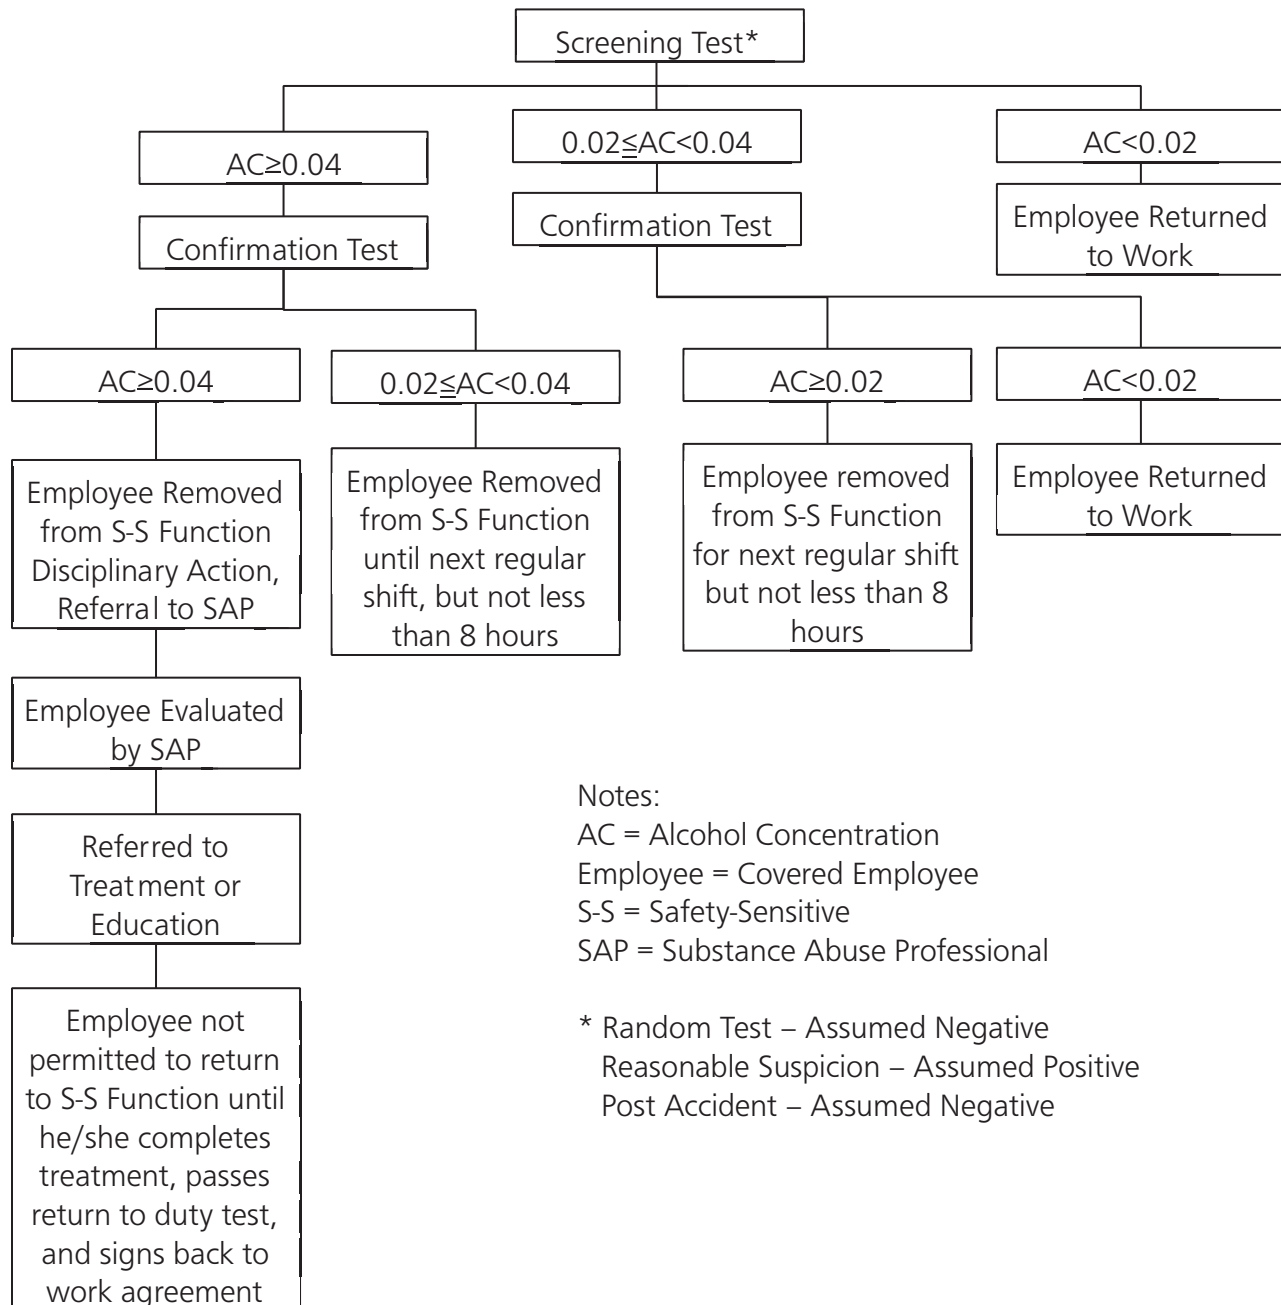 Screening Test*
AC≥0.04
0.02≤AC<0.04
AC<0.02
Confirmation Test
Confirmation Test
Employee Returned
to Work
AC≥0.04
0.02≤AC<0.04
AC≥0.02
AC<0.02
Employee Removed
from S-S Function
Disciplinary Action,
Referral to SAP
Employee Removed
from S-S Function
until next regular
shift, but not less
than 8 hours
Employee removed
from S-S Function
for next regular shift
but not less than 8
hours
Employee Returned
to Work
Employee Evaluated
by SAP
Referred to
Treatment or
Education
Employee not
permitted to return
to S-S Function until
he/she completes
treatment, passes
return to duty test,
and signs back to
work agreement
Notes:
AC = Alcohol Concentration
Employee = Covered Employee
S-S = Safety-Sensitive
SAP = Substance Abuse Professional
* Random Test – Assumed Negative
Reasonable Suspicion – Assumed Positive
Post Accident – Assumed Negative